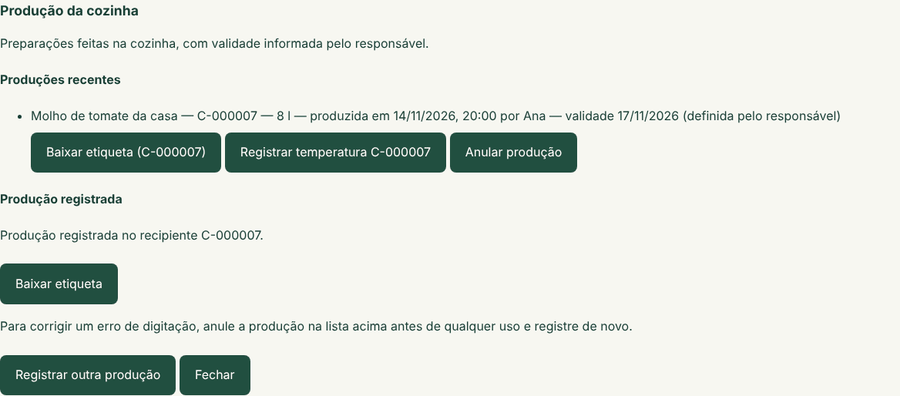 Produção da cozinha
Preparações feitas na cozinha, com validade informada pelo responsável.
Produções recentes
• Molho de tomate da casa — C-000007 — 8 l — produzida em 14/11/2026, 20:00 por Ana — validade 17/11/2026 (definida pelo responsável)
Baixar etiqueta (C-000007) Registrar temperatura C-000007 Anular produção
Produção registrada
Produção registrada no recipiente C-000007.
Baixar etiqueta
Para corrigir um erro de digitação, anule a produção na lista acima antes de qualquer uso e registre de novo.
Registrar outra produção Fechar